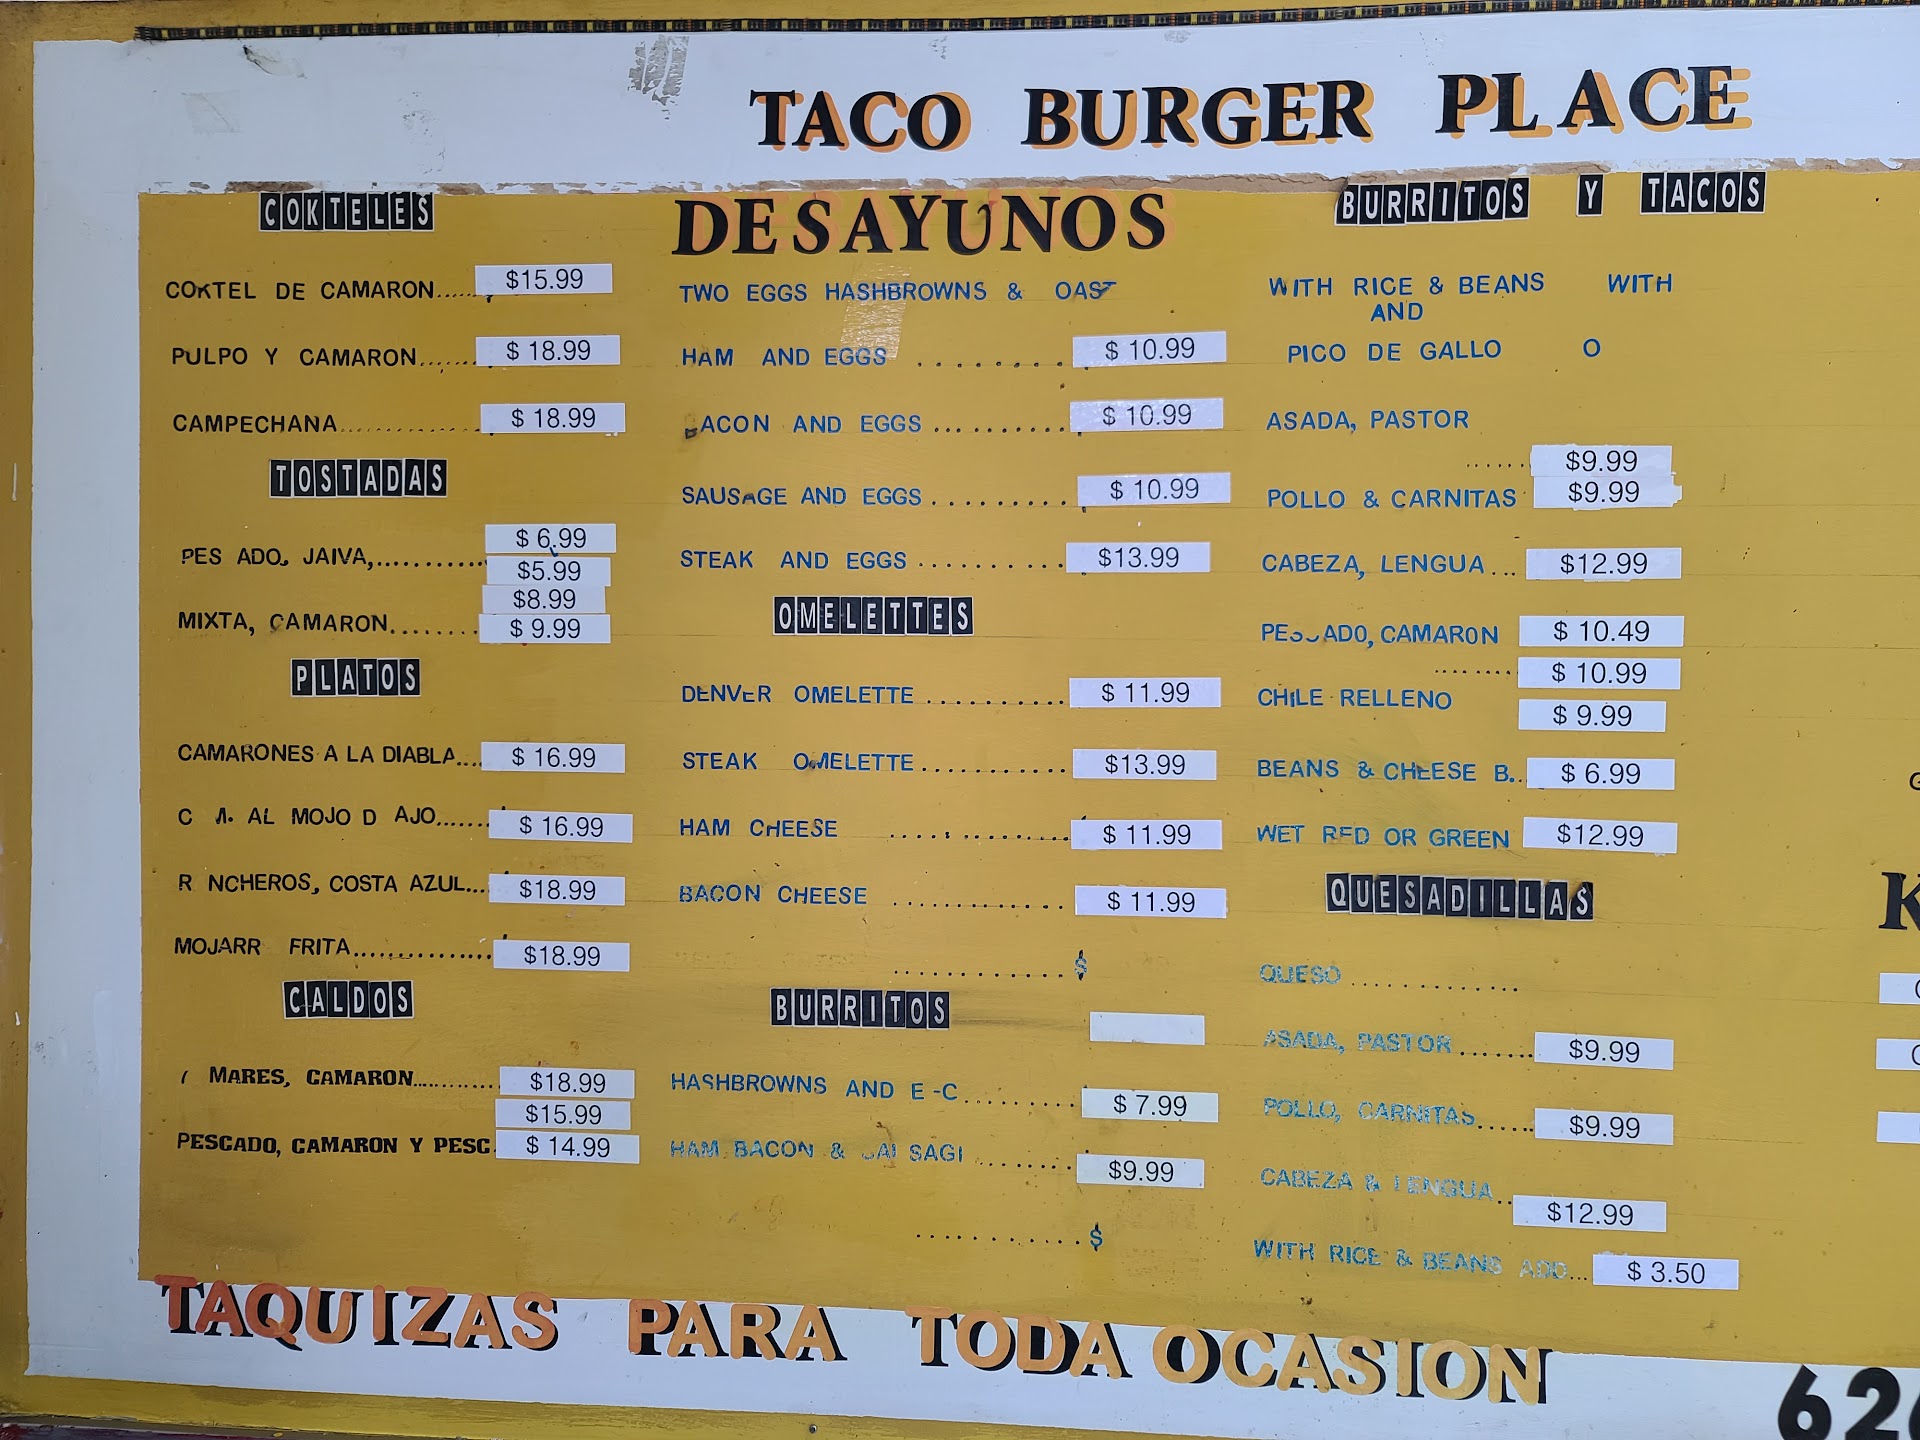 TACO BURGER PLACE
COKTELES
COKTEL DE CAMARON...... $15.99
PULPO Y CAMARON....... $ 18.99
CAMPECHANA.................. $ 18.99
TOSTADAS
$ 6.99
PES ADO, JAIVA,............
$5.99
$8.99
MIXTA, CAMARON......... $ 9.99
PLATOS
CAMARONES A LA DIABLA.... $ 16.99
C M. AL MOJO D AJO...... $ 16.99
R NCHEROS, COSTA AZUL.... $18.99
MOJARR FRITA................ $18.99
CALDOS
7 MARES, CAMARON............ $18.99
$15.99
PESCADO, CAMARON Y PESC $ 14.99
DESAYUNOS
TWO EGGS HASHBROWNS & OAST
HAM AND EGGS .......... $ 10.99
ACON AND EGGS .......... $ 10.99
SAUSAGE AND EGGS ......... $ 10.99
STEAK AND EGGS .......... $13.99
OMELETTES
DENVER OMELETTE .......... $ 11.99
STEAK OMELETTE .......... $13.99
HAM CHEESE ............ $ 11.99
BACON CHEESE ............ $ 11.99
............ $
BURRITOS
HASHBROWNS AND E -C......... $ 7.99
HAM, BACON & SAGI ......... $9.99
........... $
BURRITOS Y TACOS
WITH RICE & BEANS WITH
AND
PICO DE GALLO O
ASADA, PASTOR
...... $9.99
POLLO & CARNITAS $9.99
CABEZA, LENGUA ... $12.99
PESCADO, CAMARON $ 10.49
......... $ 10.99
CHILE RELLENO
$ 9.99
BEANS & CHEESE B... $ 6.99
WET RED OR GREEN $12.99
QUESADILLAS
QUESO .............
ASADA, PASTOR ....... $9.99
POLLO, CARNITAS...... $9.99
CABEZA & LENGUA .. $12.99
WITH RICE & BEANS ADD... $ 3.50
K
TAQUIZAS PARA TODA OCASION
626